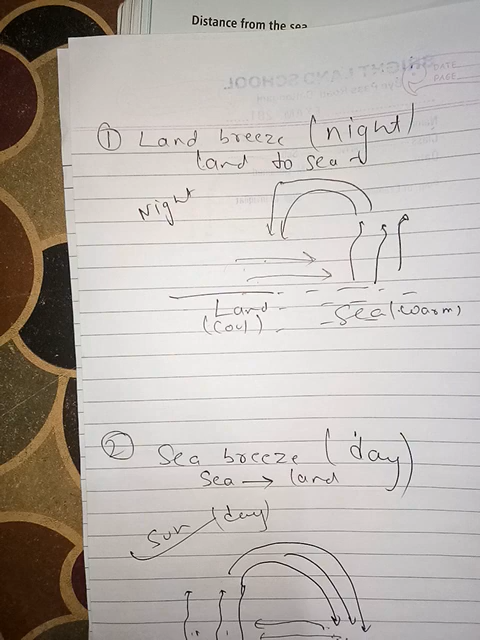 Distance from the sea
DATE
PAGE
① Land breeze (night)
land to sea
Night
Land
(cool)
Sea (warm)
② Sea breeze (day)
Sea → land
Sun (day)